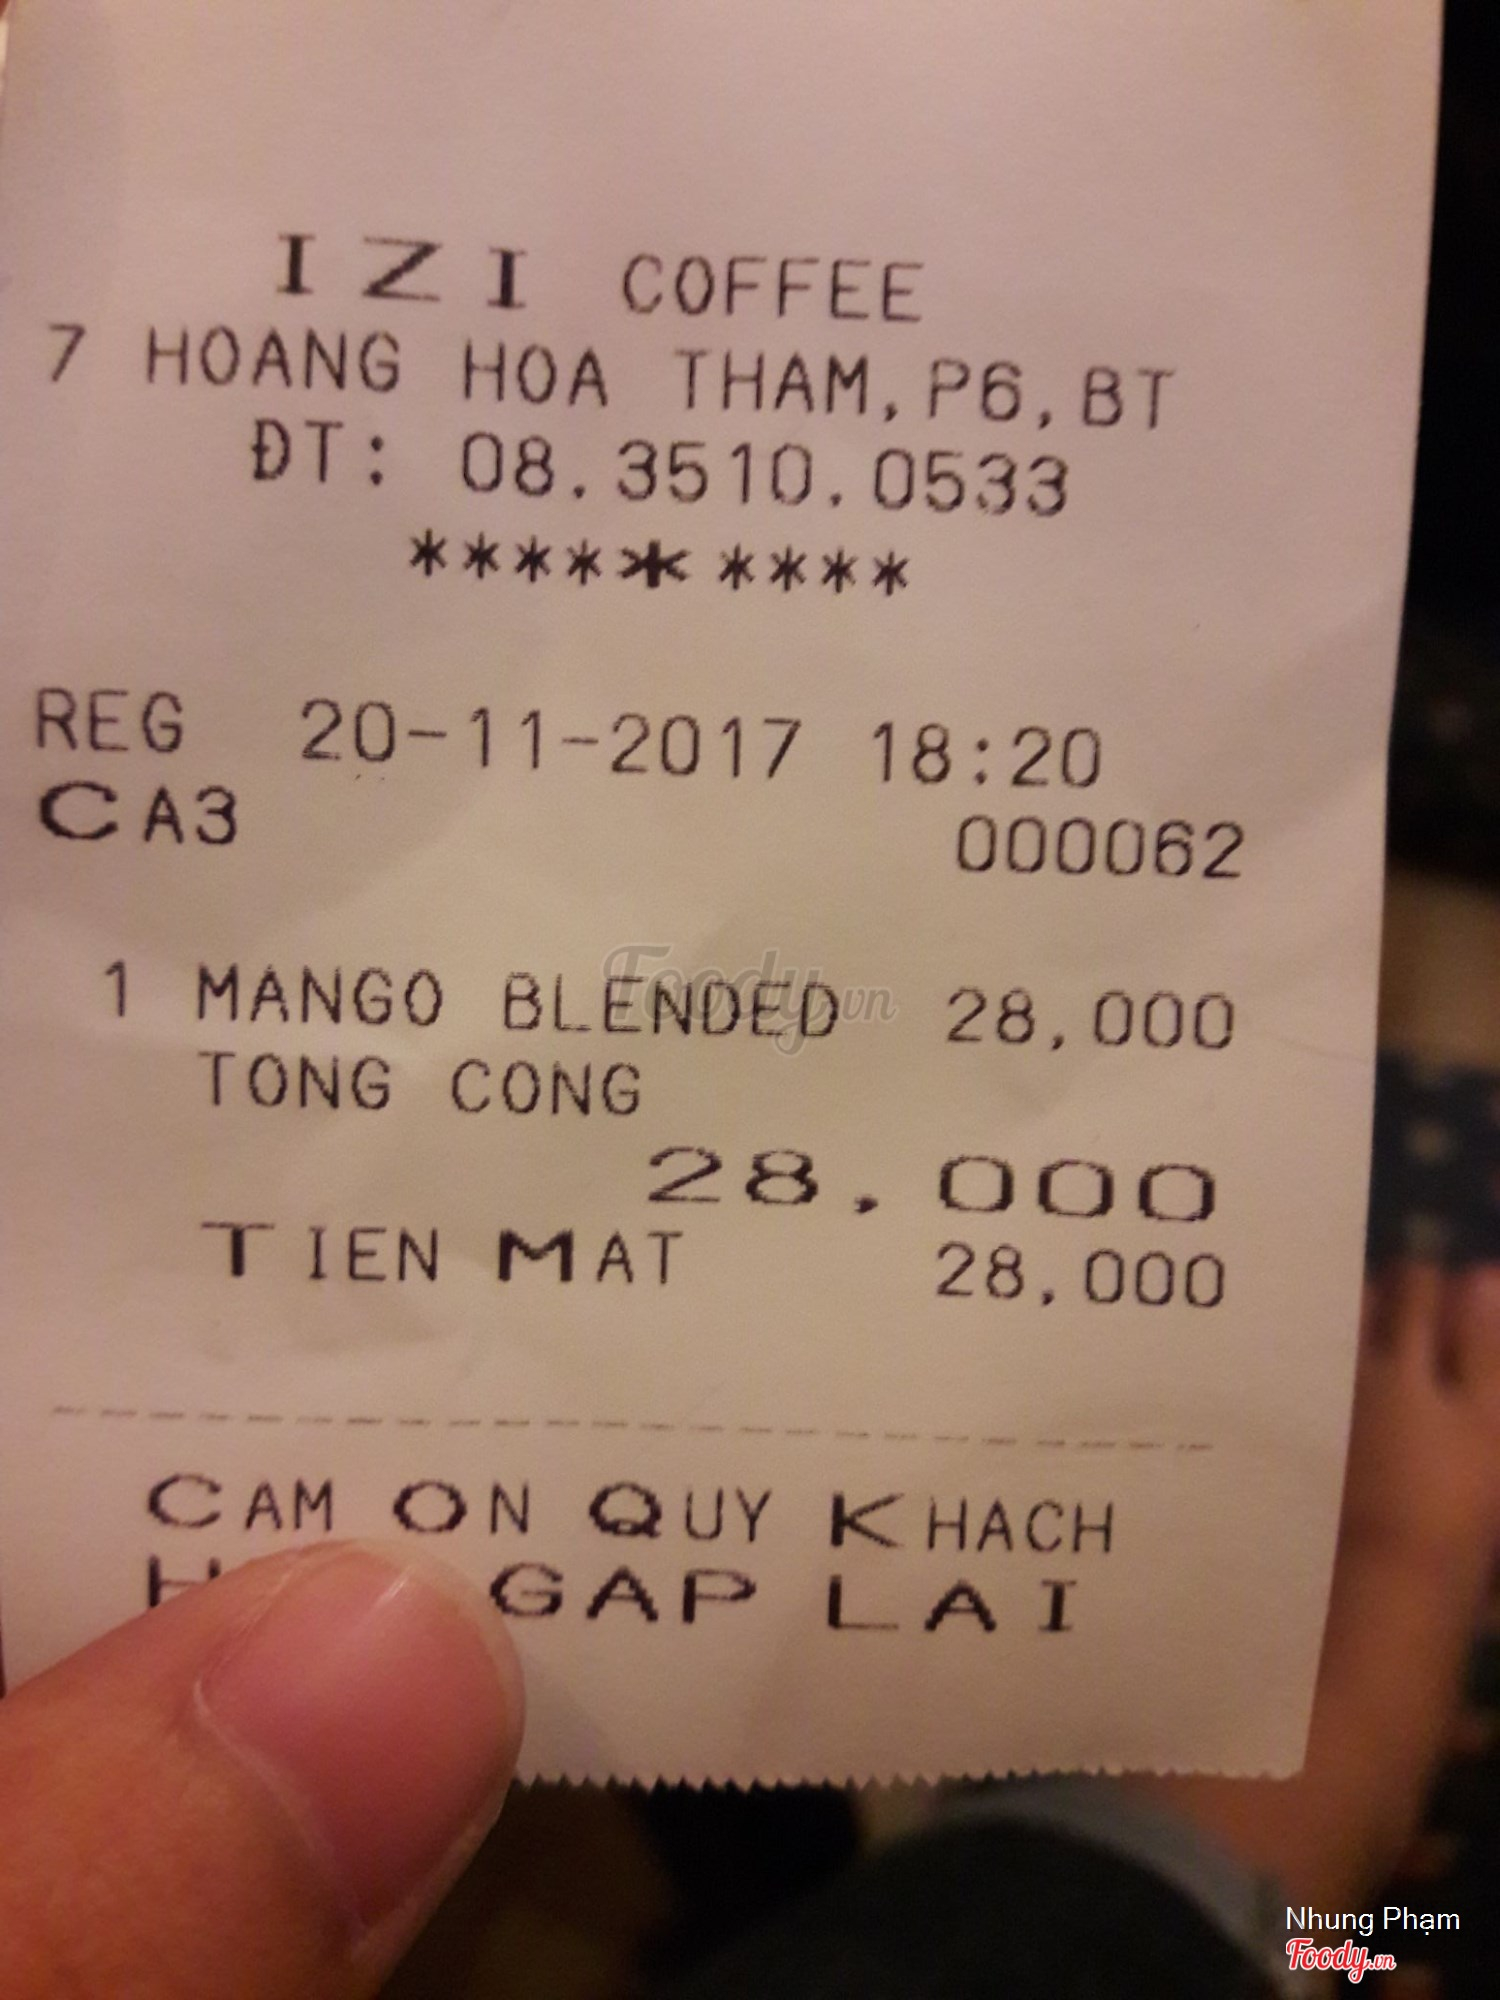 IZI COFFEE
7 HOANG HOA THAM,P6,BT
ĐT: 08.3510.0533
*********
REG 20-11-2017 18:20
CA3 000062
1 MANGO BLENDED 28,000
Foody.vn
TONG CONG
28.000
TIEN MAT 28,000
CAM ON QUY KHACH
GAP LAI
Nhung Phạm
Foody.vn